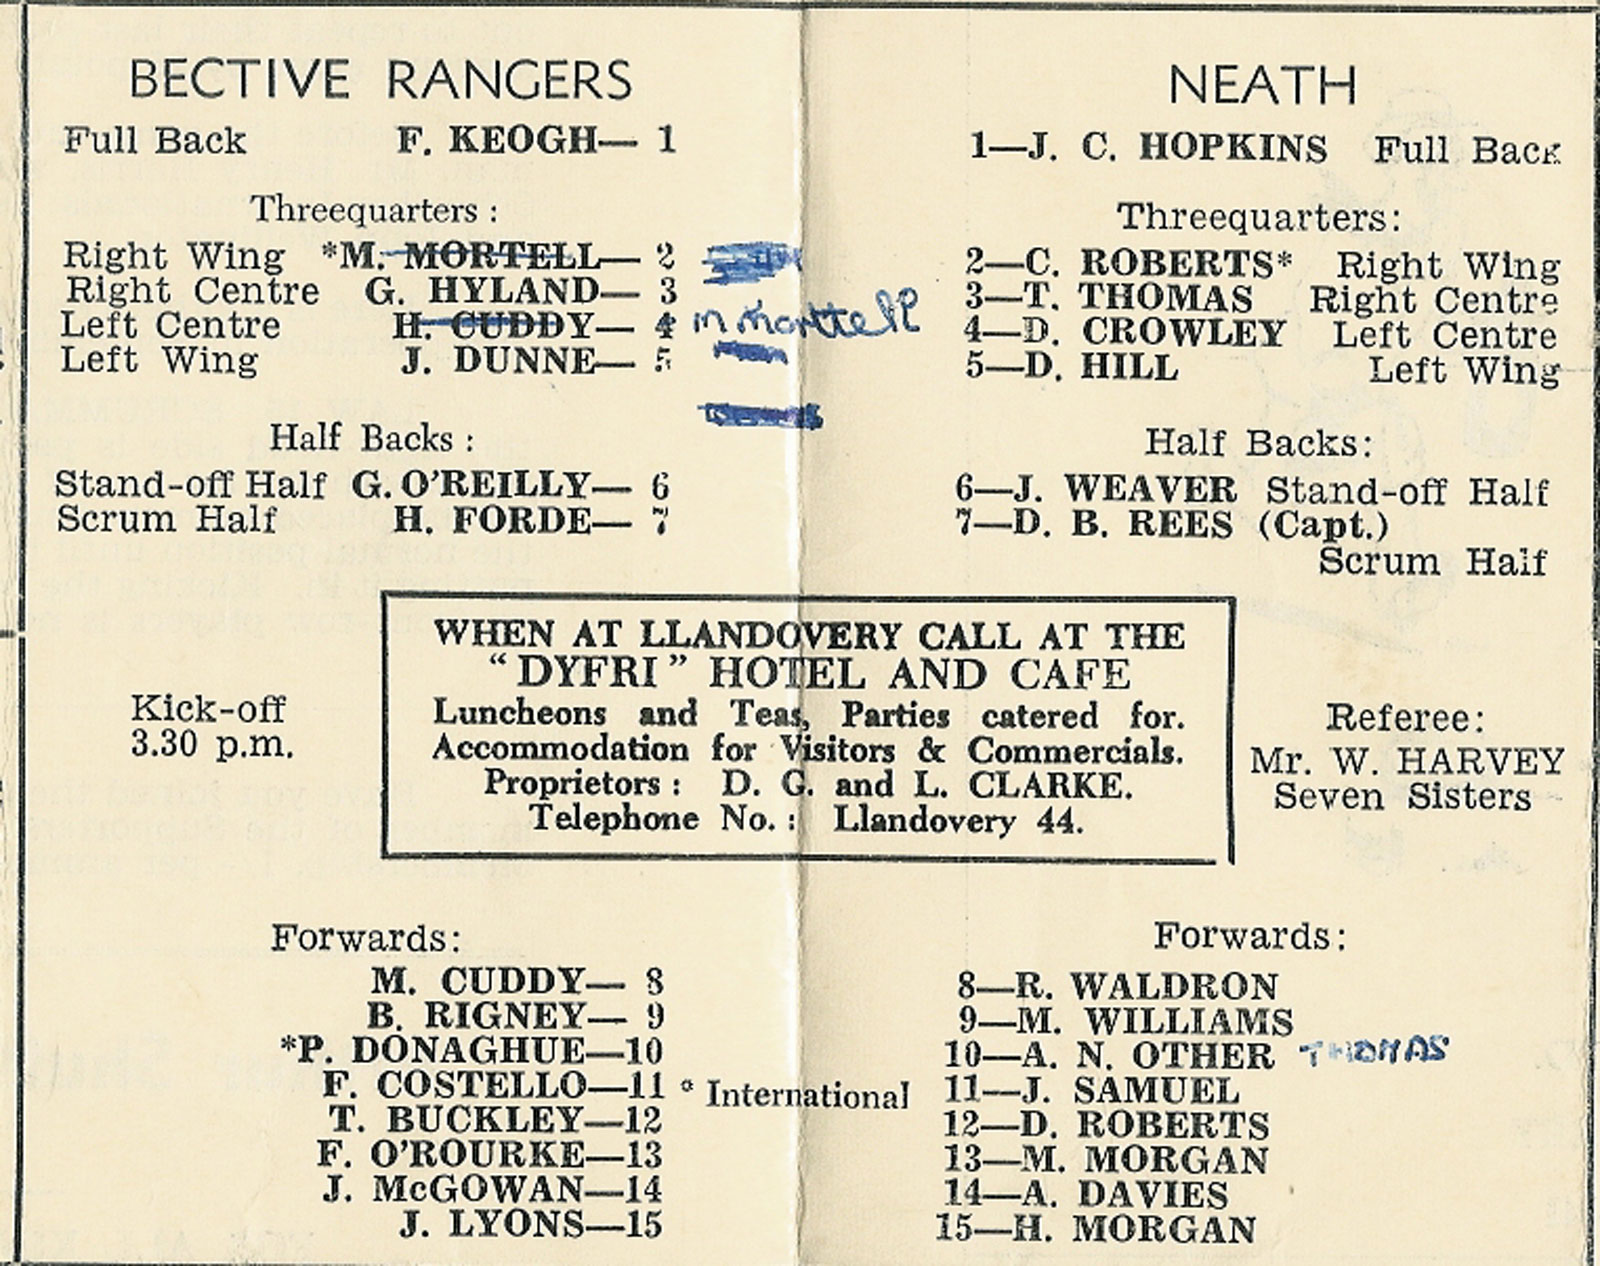 BECTIVE RANGERS
Full Back F. KEOGH— 1
Threequarters :
Right Wing *M. MORTELL— 2
Right Centre G. HYLAND— 3
Left Centre H. CUDDY— 4 m morttell
Left Wing J. DUNNE— 5
Half Backs :
Stand-off Half G. O'REILLY— 6
Scrum Half H. FORDE— 7
NEATH
1—J. C. HOPKINS Full Back
Threequarters:
2—C. ROBERTS* Right Wing
3—T. THOMAS Right Centre
4—D. CROWLEY Left Centre
5—D. HILL Left Wing
Half Backs:
6—J. WEAVER Stand-off Half
7—D. B. REES (Capt.)
Scrum Half
Kick-off
3.30 p.m.
WHEN AT LLANDOVERY CALL AT THE
"DYFRI" HOTEL AND CAFE
Luncheons and Teas, Parties catered for.
Accommodation for Visitors & Commercials.
Proprietors : D. G. and L. CLARKE.
Telephone No. : Llandovery 44.
Referee:
Mr. W. HARVEY
Seven Sisters
Forwards:
M. CUDDY— 8
B. RIGNEY— 9
*P. DONAGHUE—10
F. COSTELLO—11
T. BUCKLEY—12
F. O'ROURKE—13
J. McGOWAN—14
J. LYONS—15
* International
Forwards:
8—R. WALDRON
9—M. WILLIAMS
10—A. N. OTHER THOMAS
11—J. SAMUEL
12—D. ROBERTS
13—M. MORGAN
14—A. DAVIES
15—H. MORGAN